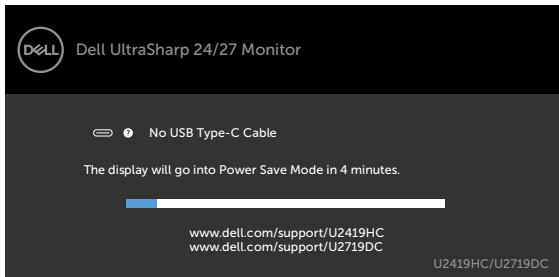 DELL
Dell UltraSharp 24/27 Monitor
? No USB Type-C Cable
The display will go into Power Save Mode in 4 minutes.
www.dell.com/support/U2419HC
www.dell.com/support/U2719DC
U2419HC/U2719DC